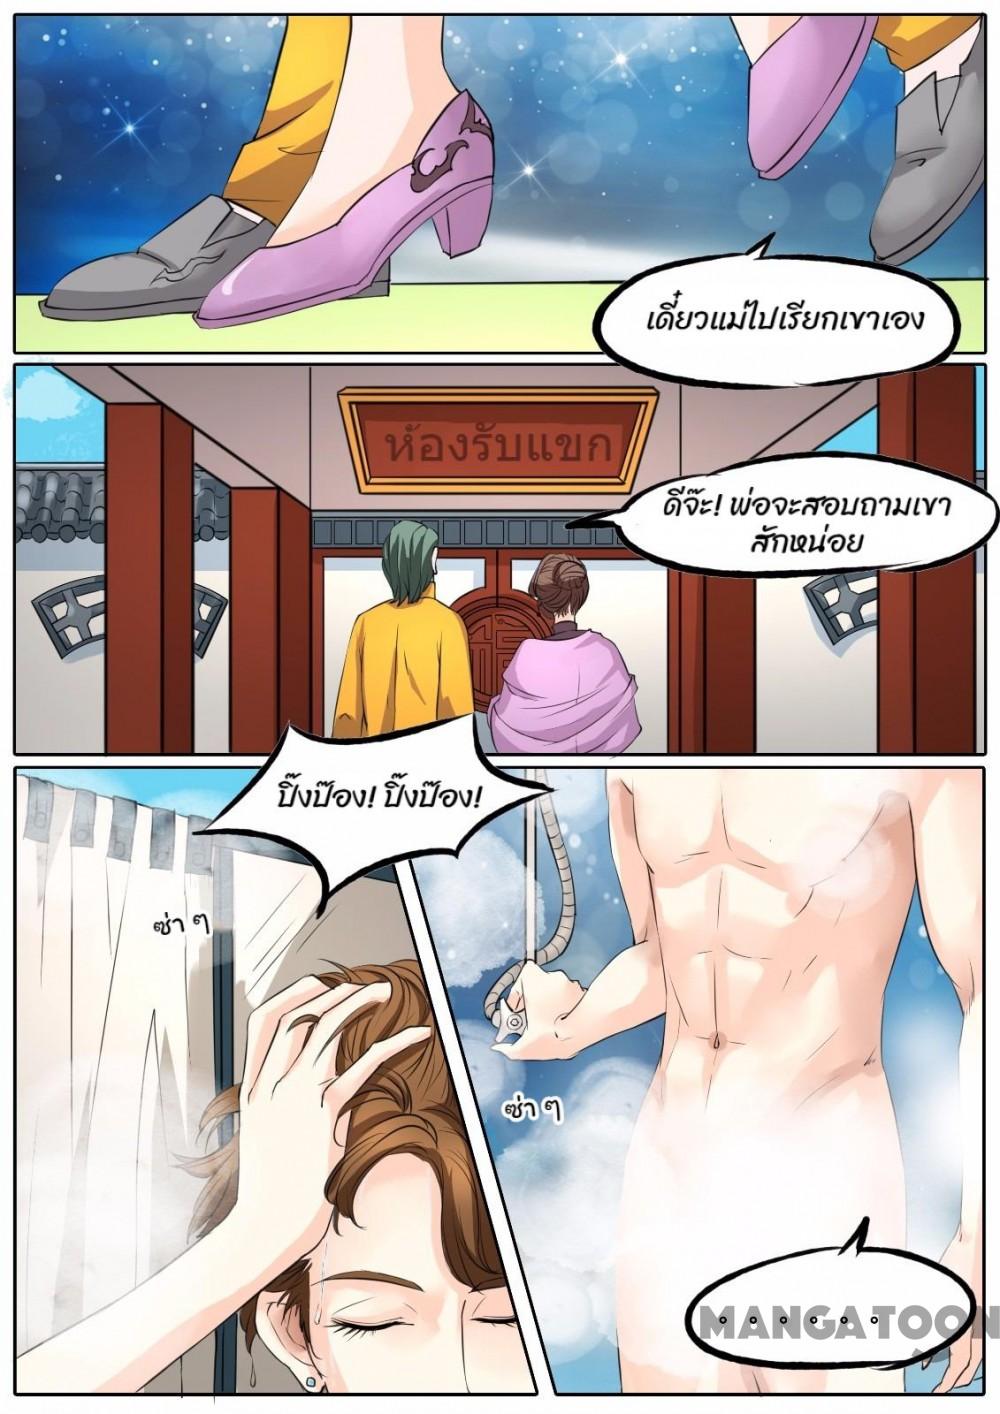 เดี๋ยวแม่ไปเรียกเขาเอง
ห้องรับแขก
ดีจ๊ะ! พ่อจะสอบถามเขา
สักหน่อย
ปิ๊งป๊อง! ปิ๊งป๊อง!
ซ่า ๆ
ซ่า ๆ
......
MANGATOON